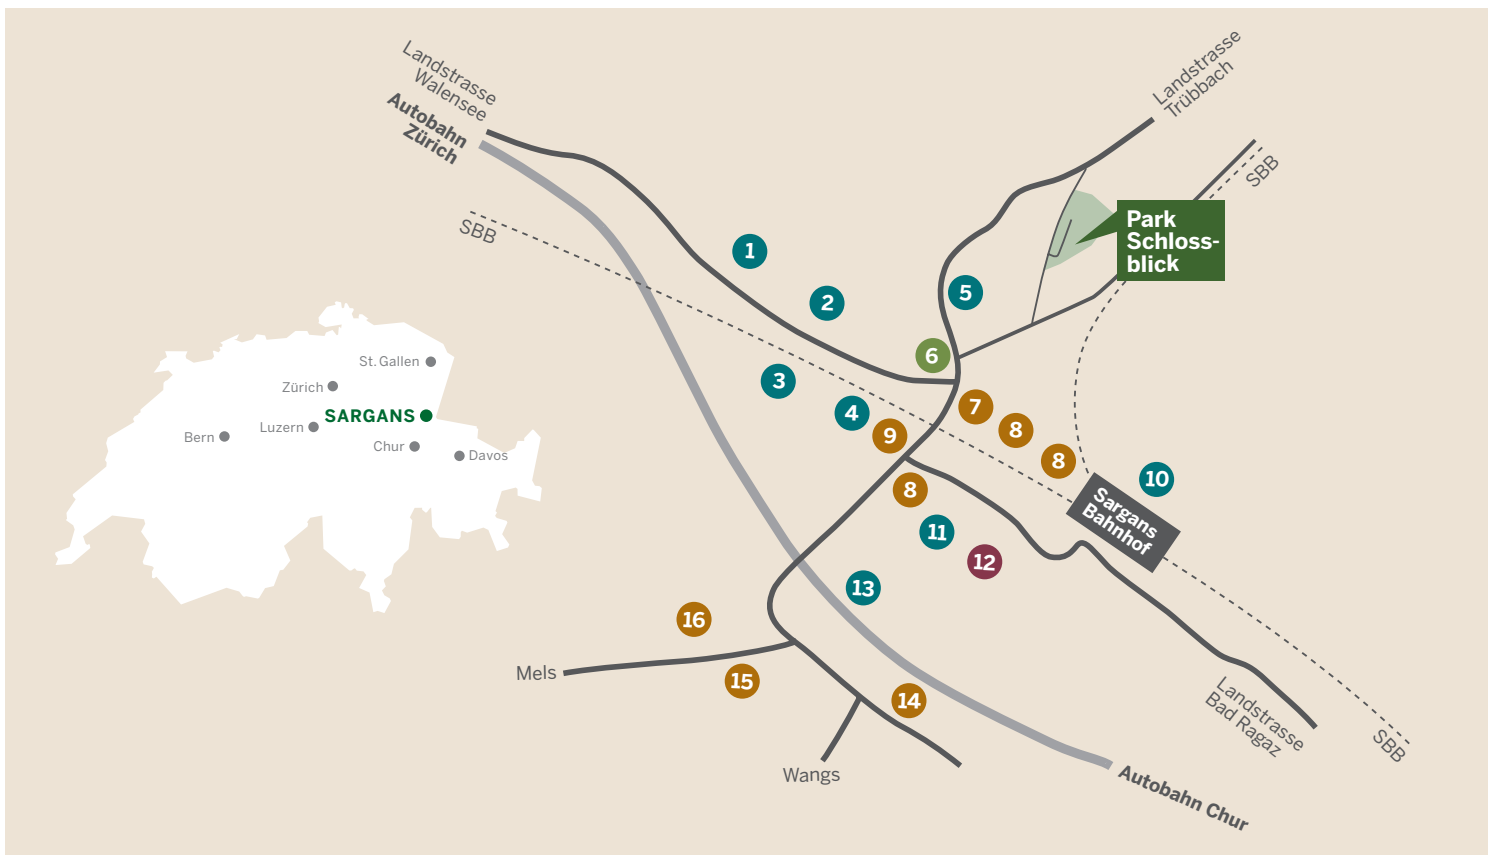 Landstrasse
Walensee
Autobahn
Zürich
SBB
Landstrasse
Trübbach
SBB
Park
Schloss-
blick
1
2
3
4
5
6
7
8
8
9
8
10
11
12
13
14
15
16
Sargans
Bahnhof
St. Gallen
Zürich
SARGANS
Luzern
Bern
Chur
Davos
Mels
Wangs
Landstrasse
Bad Ragaz
SBB
Autobahn Chur